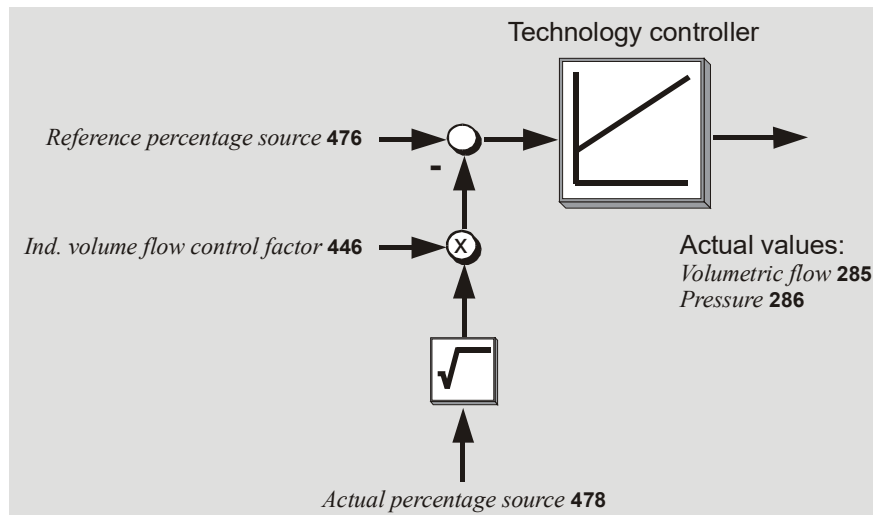 Technology controller
Reference percentage source 476
-
Ind. volume flow control factor 446
X
Actual values:
Volumetric flow 285
Pressure 286
√
Actual percentage source 478